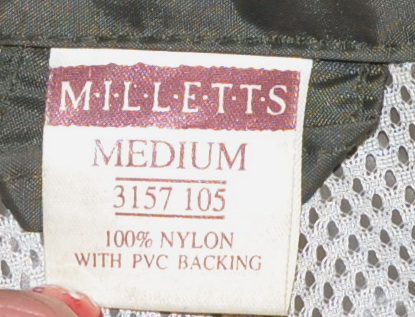 M·I·L·L·E·T·T·S
MEDIUM
3157 105
100% NYLON
WITH PVC BACKING